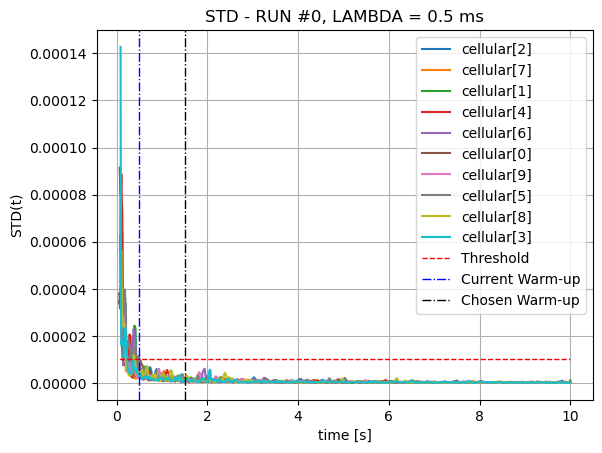 STD - RUN #0, LAMBDA = 0.5 ms
STD(t)
0.00014
0.00012
0.00010
0.00008
0.00006
0.00004
0.00002
0.00000
cellular[2]
cellular[7]
cellular[1]
cellular[4]
cellular[6]
cellular[0]
cellular[9]
cellular[5]
cellular[8]
cellular[3]
Threshold
Current Warm-up
Chosen Warm-up
0 2 4 6 8 10
time [s]